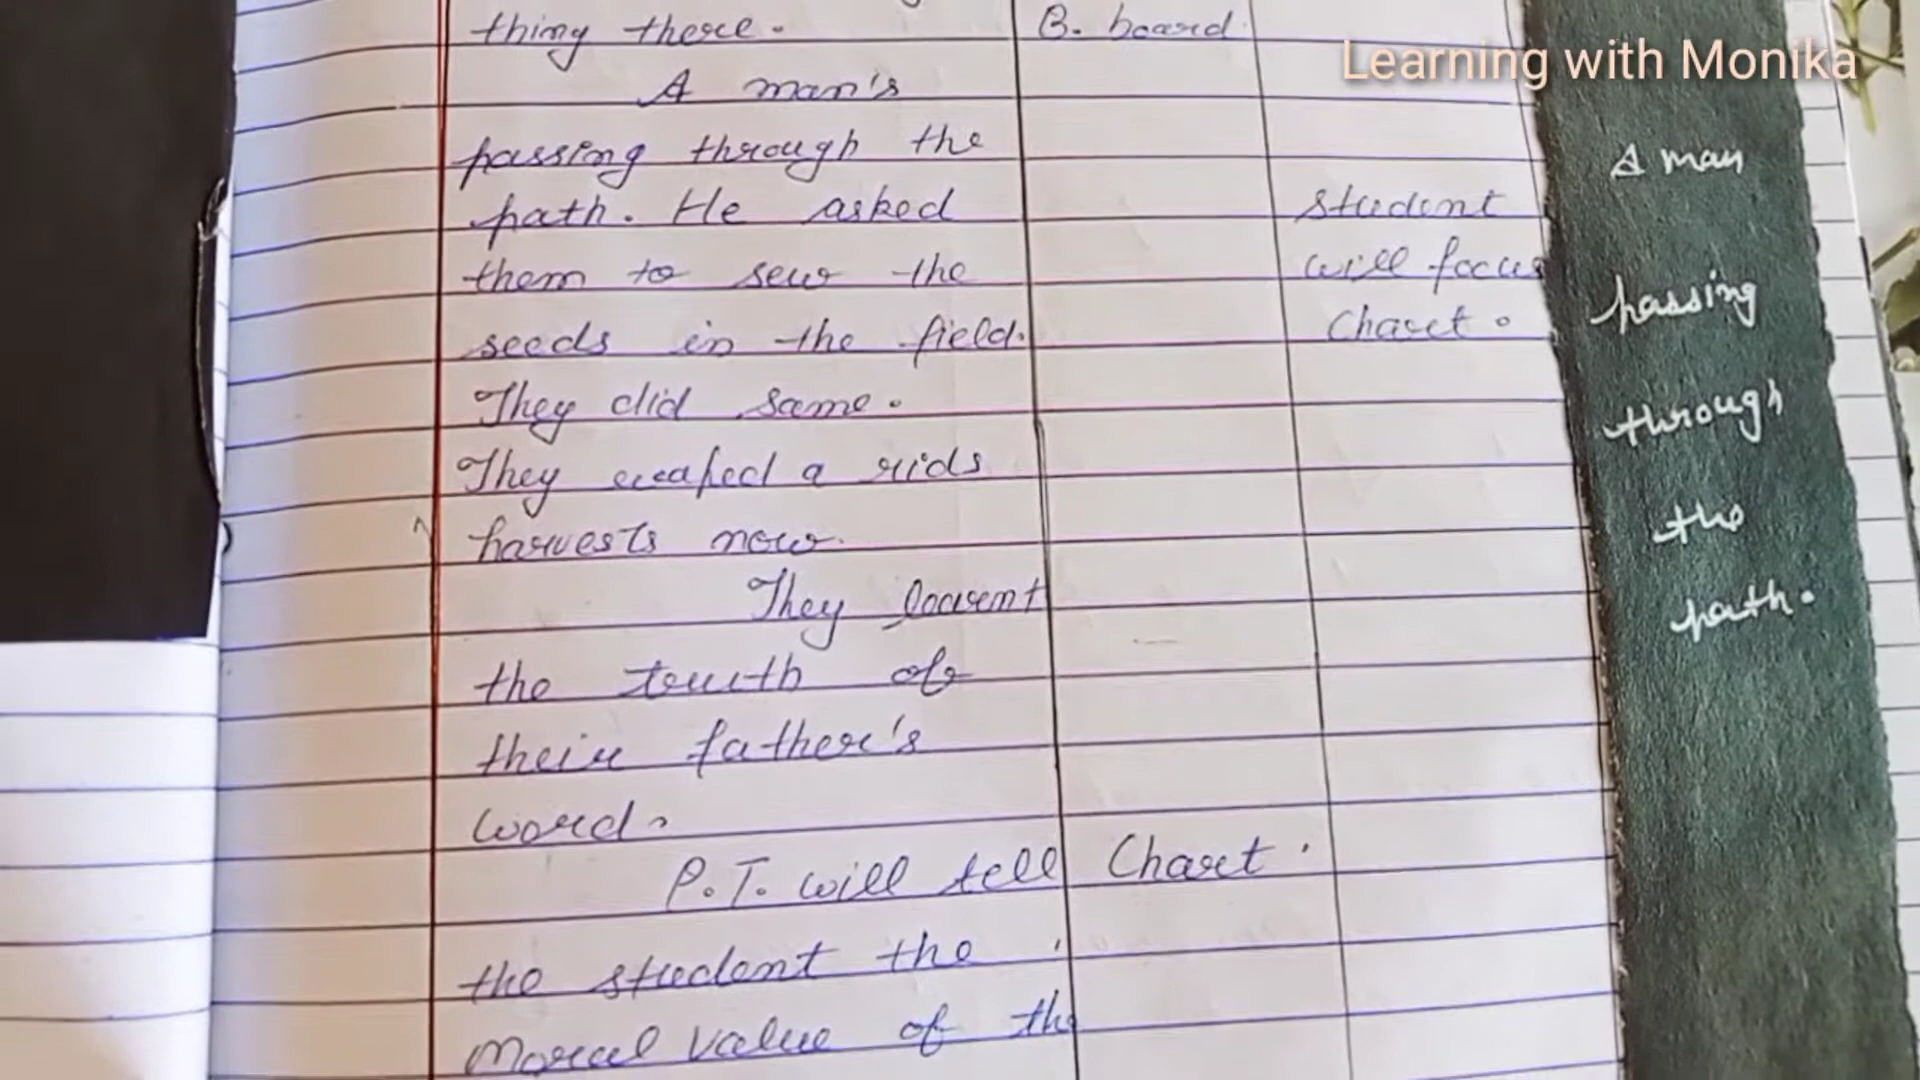 thing there.
A man's
passing through the
path. He asked
them to sew the
seeds in the field.
They did same.
They reaped a rids
harvests now.
They learnt
the truth of
their father's
word.
P.T. will tell
the student the
Moral value of the
B. board
Chart.
student
will focus
Chart.
Learning with Monika
A man
passing
through
the
path.